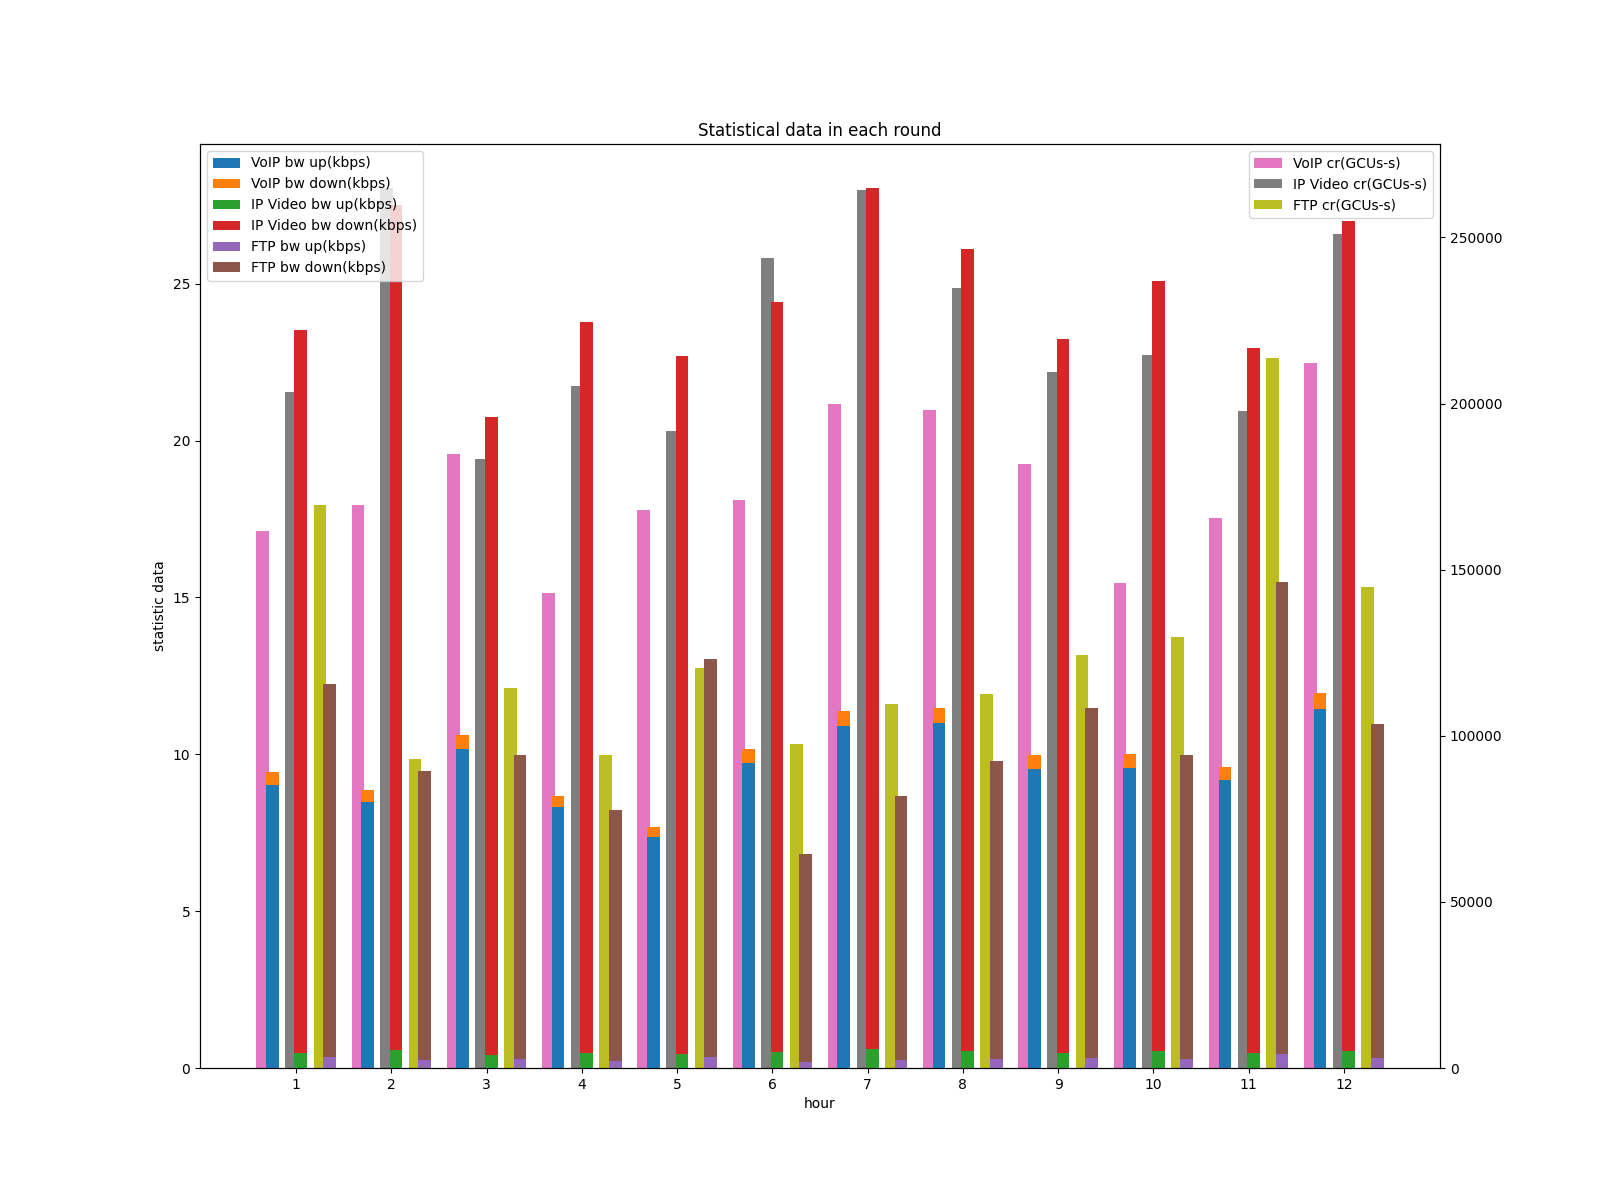 Statistical data in each round
VoIP bw up(kbps)
VoIP bw down(kbps)
IP Video bw up(kbps)
IP Video bw down(kbps)
FTP bw up(kbps)
FTP bw down(kbps)
VoIP cr(GCUs-s)
IP Video cr(GCUs-s)
FTP cr(GCUs-s)
25
20
15
10
5
0
statistic data
250000
200000
150000
100000
50000
0
1 2 3 4 5 6 7 8 9 10 11 12
hour